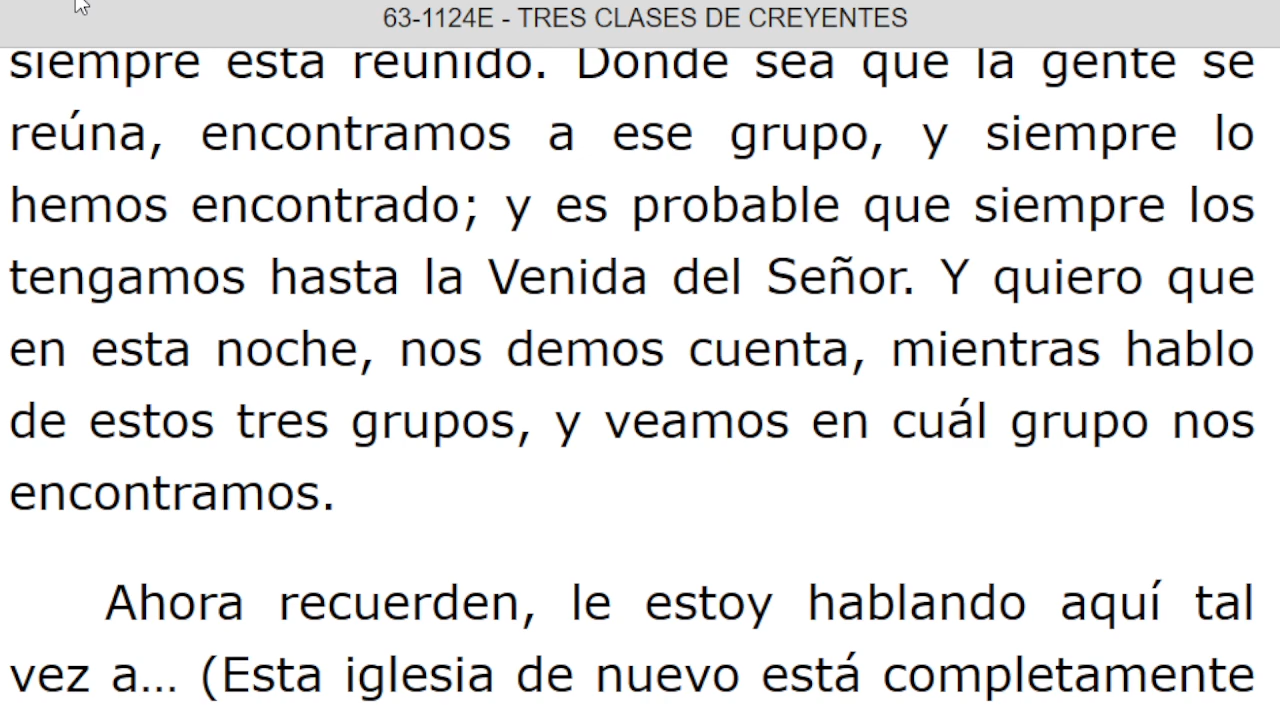 63-1124E - TRES CLASES DE CREYENTES
siempre está reunido. Donde sea que la gente se
reúna, encontramos a ese grupo, y siempre lo
hemos encontrado; y es probable que siempre los
tengamos hasta la Venida del Señor. Y quiero que
en esta noche, nos demos cuenta, mientras hablo
de estos tres grupos, y veamos en cuál grupo nos
encontramos.
Ahora recuerden, le estoy hablando aquí tal
vez a... (Esta iglesia de nuevo está completamente